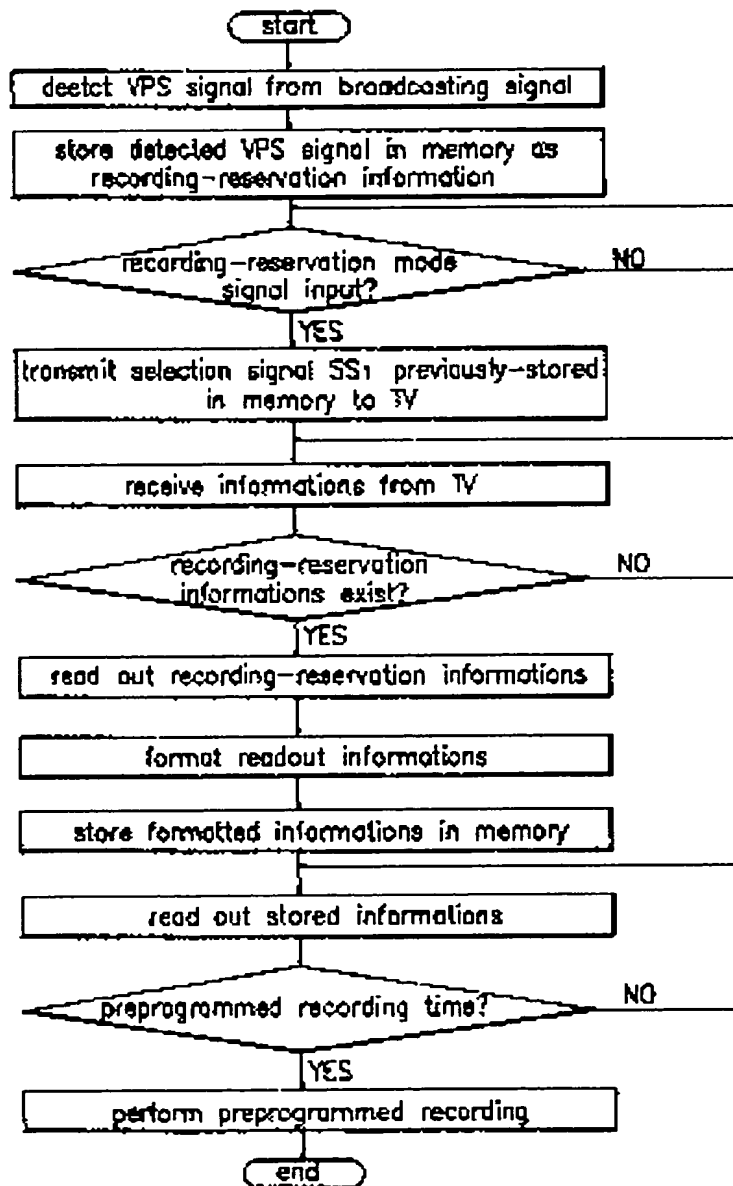 start
deetct VPS signal from broadcasting signal
store detected VPS signal in memory as
recording-reservation information
recording-reservation mode
signal input?
NO
YES
transmit selection signal SS1 previously-stored
in memory to TV
receive informations from TV
recording-reservation
informations exist?
NO
YES
read out recording-reservation informations
format readout informations
store formatted informations in memory
read out stored informations
preprogrammed recording time?
NO
YES
perform preprogrammed recording
end